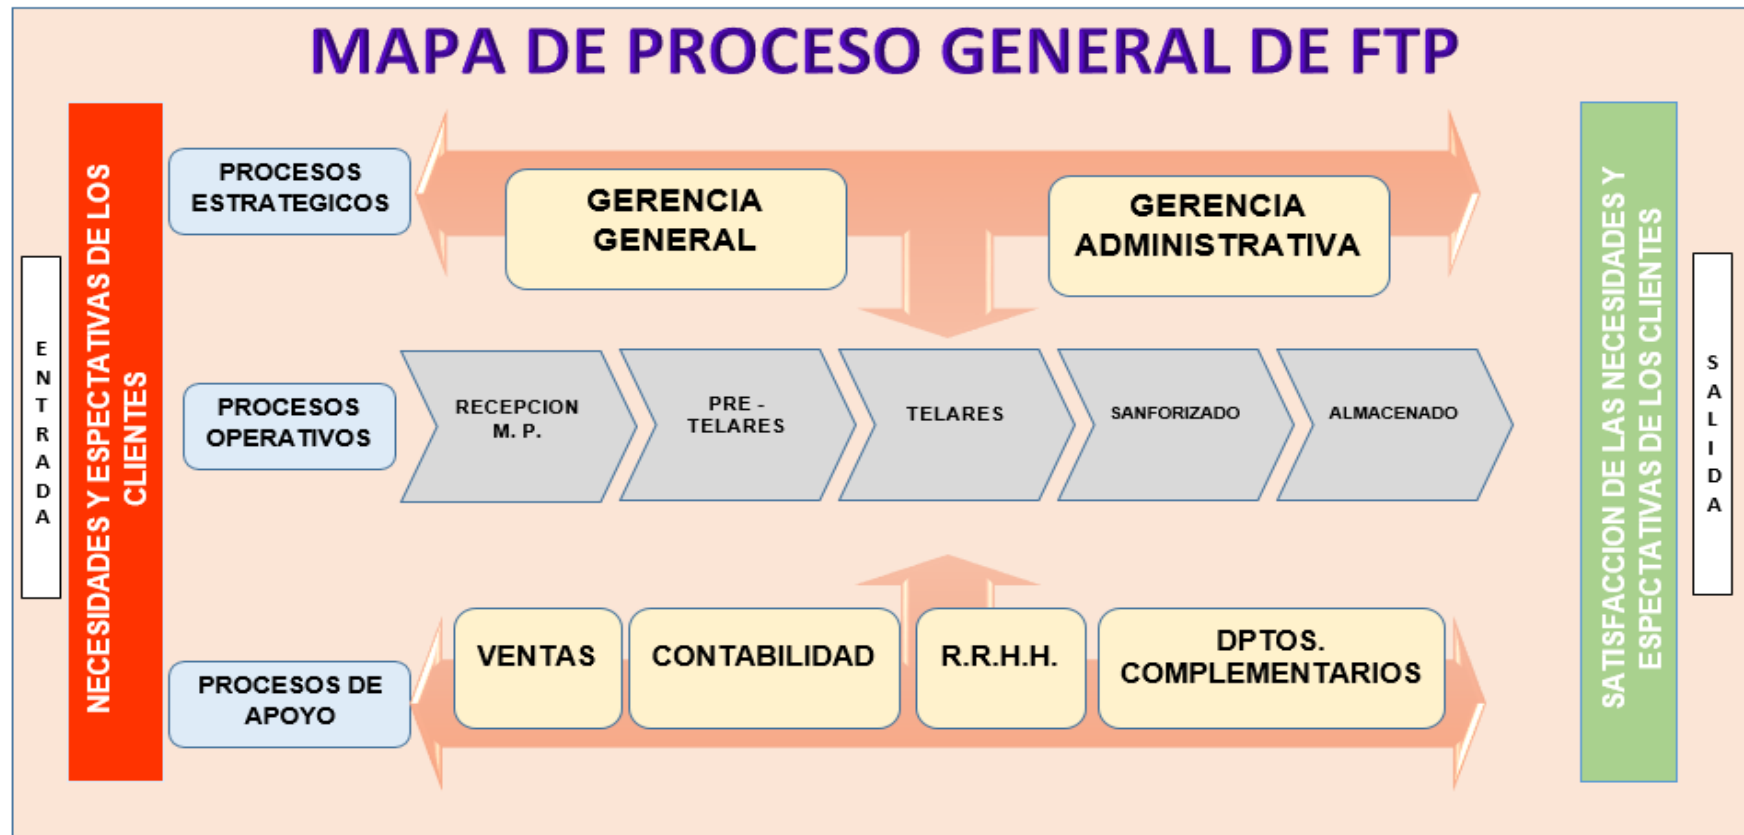 MAPA DE PROCESO GENERAL DE FTP
ENTRADA
NECESIDADES Y ESPECTATIVAS DE LOS
CLIENTES
PROCESOS
ESTRATEGICOS
GERENCIA
GENERAL
GERENCIA
ADMINISTRATIVA
PROCESOS
OPERATIVOS
RECEPCION
M. P.
PRE -
TELARES
TELARES
SANFORIZADO
ALMACENADO
PROCESOS DE
APOYO
VENTAS
CONTABILIDAD
R.R.H.H.
DPTOS.
COMPLEMENTARIOS
SATISFACCION DE LAS NECESIDADES Y
ESPECTATIVAS DE LOS CLIENTES
SALIDA